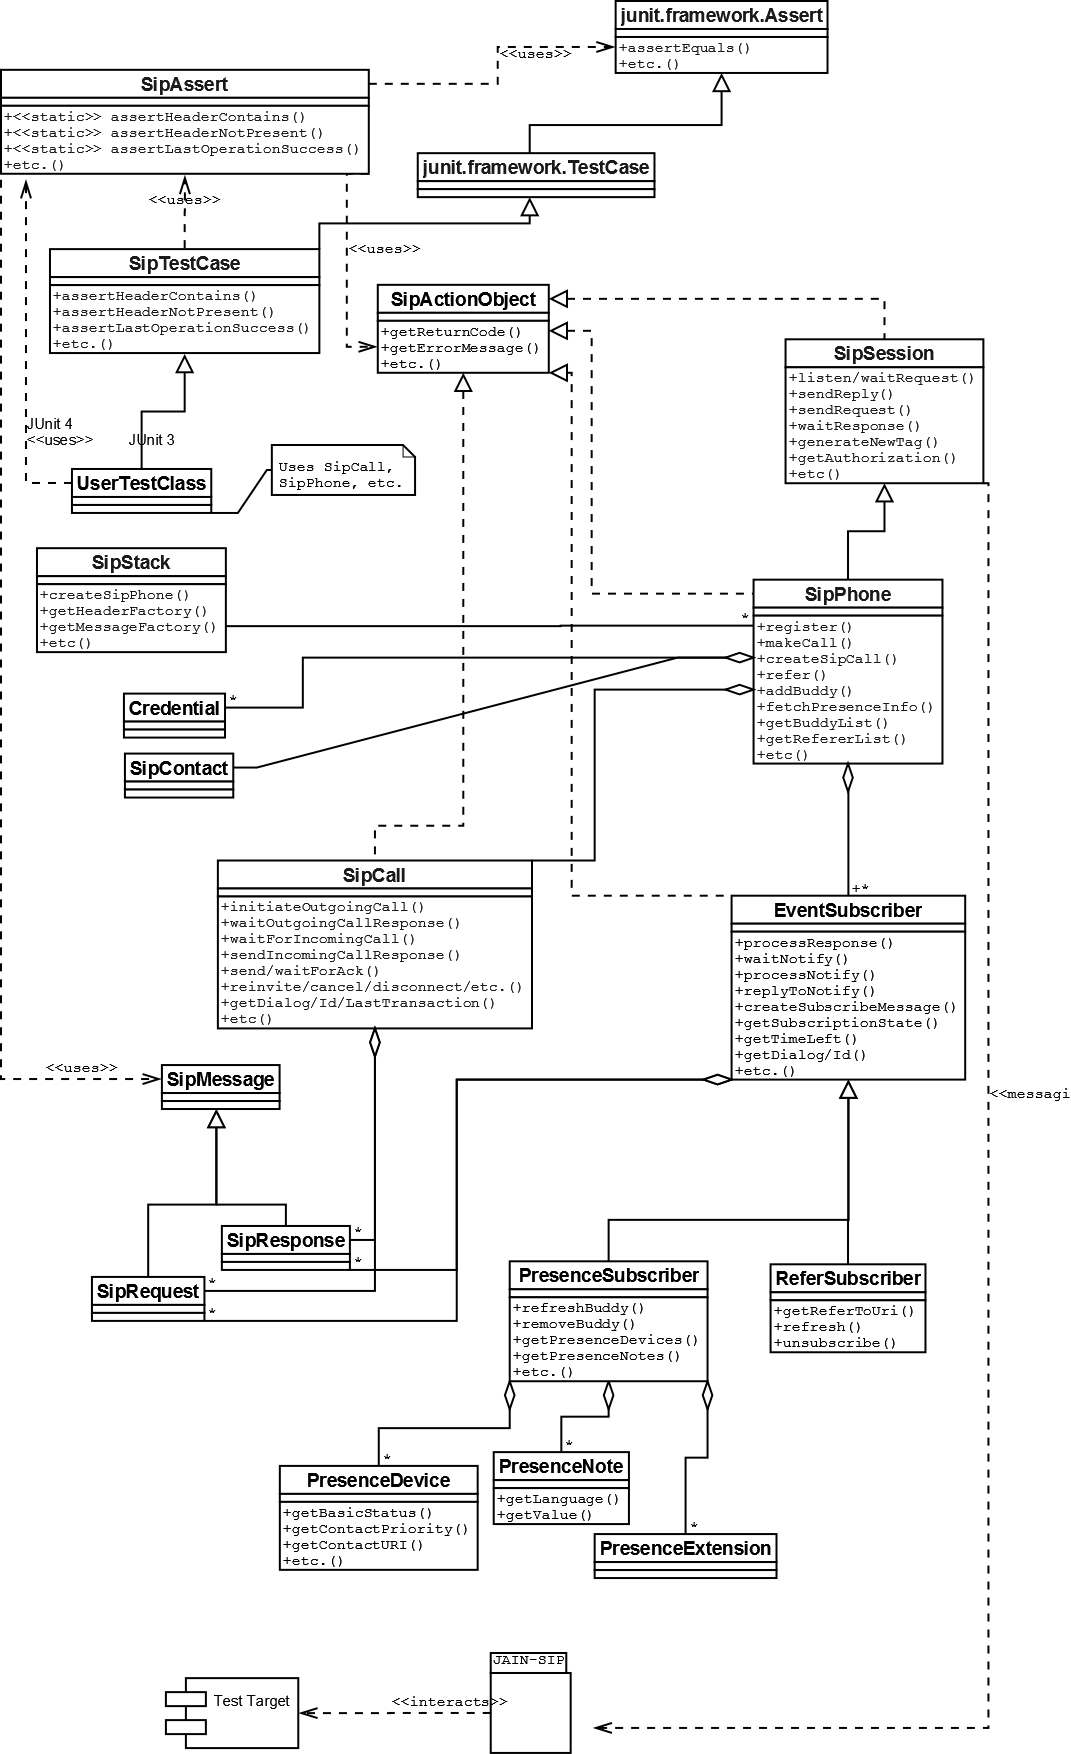 junit.framework.Assert
+assertEquals()
+etc.()
<<uses>>
SipAssert
+<<static>> assertHeaderContains()
+<<static>> assertHeaderNotPresent()
+<<static>> assertLastOperationSuccess()
+etc.()
junit.framework.TestCase
<<uses>>
<<uses>>
SipTestCase
+assertHeaderContains()
+assertHeaderNotPresent()
+assertLastOperationSuccess()
+etc.()
SipActionObject
+getReturnCode()
+getErrorMessage()
+etc.()
SipSession
+listen/waitRequest()
+sendReply()
+sendRequest()
+waitResponse()
+generateNewTag()
+getAuthorization()
+etc()
JUnit 4
<<uses>>
JUnit 3
UserTestClass
Uses SipCall,
SipPhone, etc.
SipStack
+createSipPhone()
+getHeaderFactory()
+getMessageFactory()
+etc()
*
SipPhone
+register()
+makeCall()
+createSipCall()
+refer()
+addBuddy()
+fetchPresenceInfo()
+getBuddyList()
+getRefererList()
+etc()
*
Credential
SipContact
SipCall
+initiateOutgoingCall()
+waitOutgoingCallResponse()
+waitForIncomingCall()
+sendIncomingCallResponse()
+send/waitForAck()
+reinvite/cancel/disconnect/etc.()
+getDialog/Id/LastTransaction()
+etc()
+*
EventSubscriber
+processResponse()
+waitNotify()
+processNotify()
+replyToNotify()
+createSubscribeMessage()
+getSubscriptionState()
+getTimeLeft()
+getDialog/Id()
+etc.()
<<uses>>
SipMessage
<<messagi
SipResponse
*
*
SipRequest
*
*
PresenceSubscriber
+refreshBuddy()
+removeBuddy()
+getPresenceDevices()
+getPresenceNotes()
+etc.()
ReferSubscriber
+getReferToUri()
+refresh()
+unsubscribe()
*
PresenceDevice
+getBasicStatus()
+getContactPriority()
+getContactURI()
+etc.()
*
PresenceNote
+getLanguage()
+getValue()
*
PresenceExtension
JAIN-SIP
<<interacts>>
Test Target